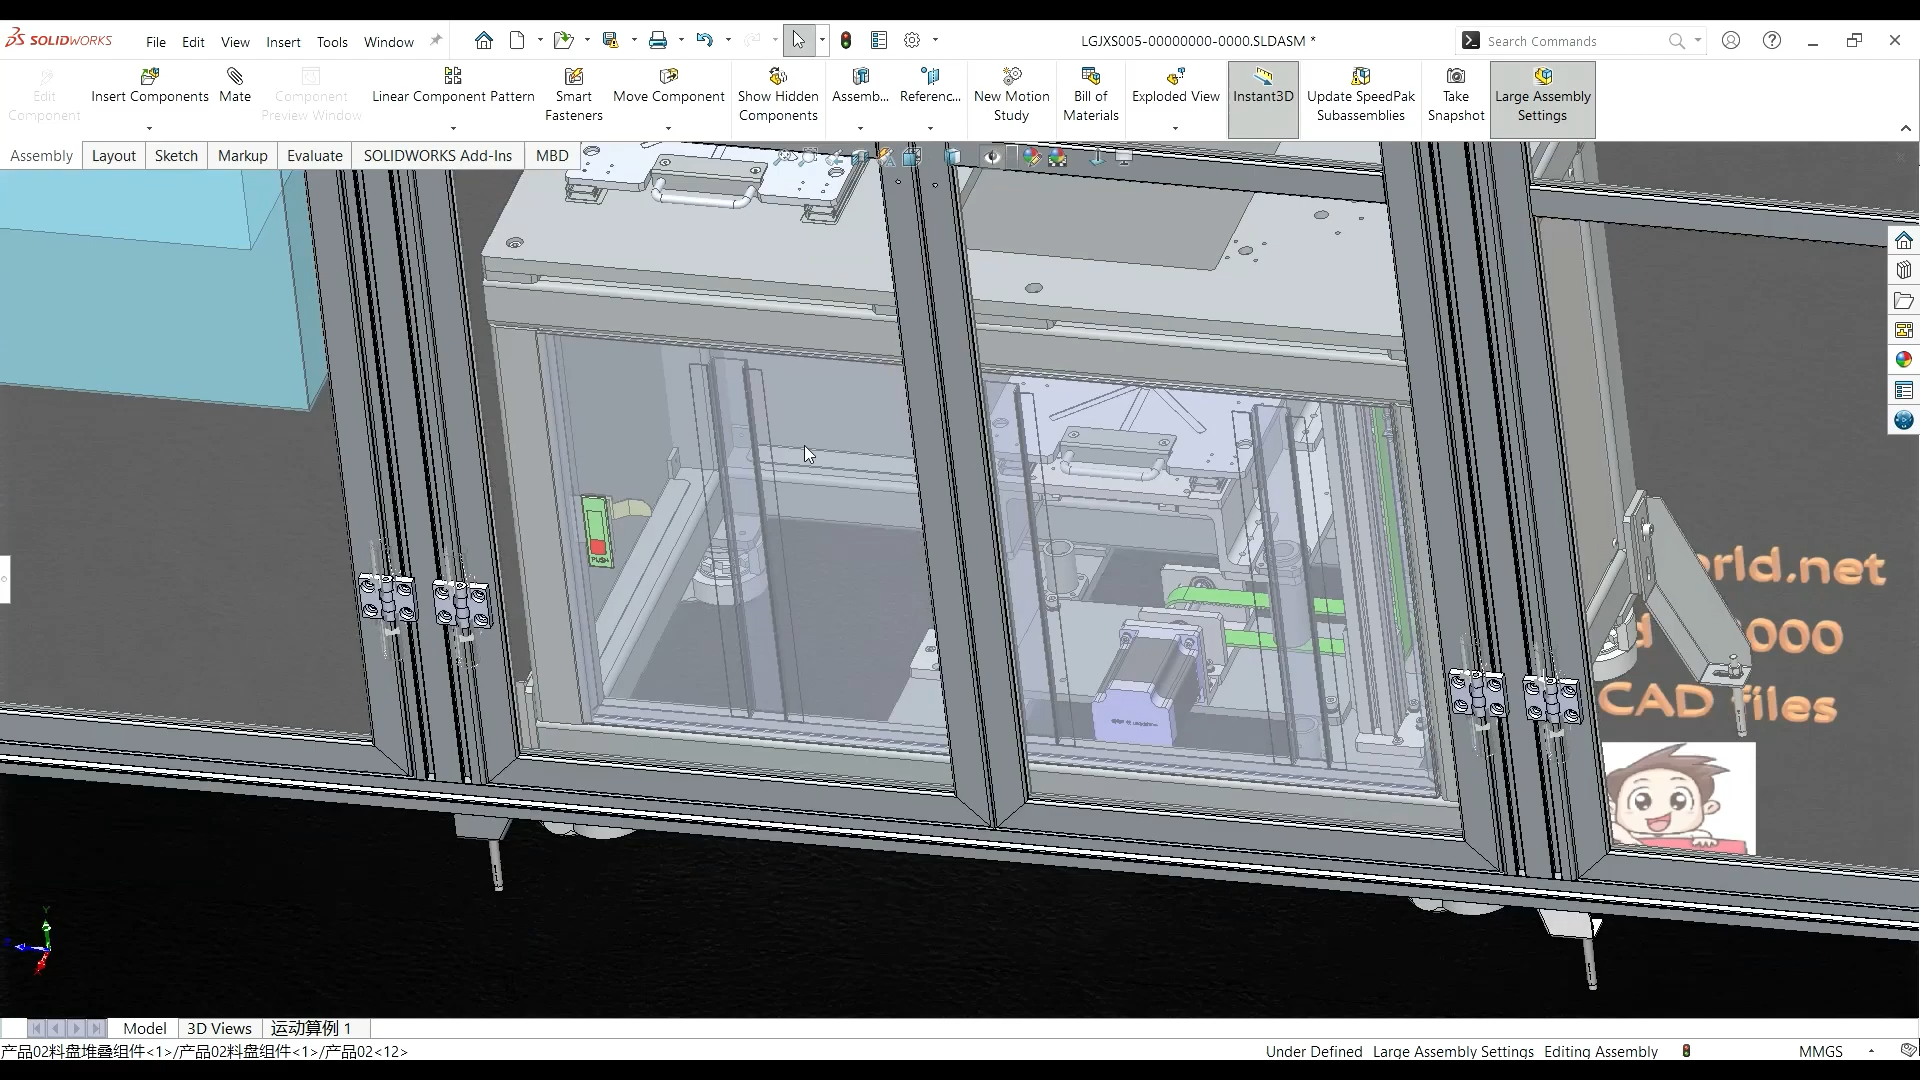 SOLIDWORKS
File Edit View Insert Tools Window
LGJXS005-00000000-0000.SLDASM *
Search Commands
Edit Component
Insert Components
Mate
Component Preview Window
Linear Component Pattern
Smart Fasteners
Move Component
Show Hidden Components
Assemb...
Referenc...
New Motion Study
Bill of Materials
Exploded View
Instant3D
Update SpeedPak Subassemblies
Take Snapshot
Large Assembly Settings
Assembly Layout Sketch Markup Evaluate SOLIDWORKS Add-Ins MBD
PUSH
rld.net
000
CAD files
Model 3D Views 运动算例 1
产品02料盘堆叠组件<1>/产品02料盘组件<1>/产品02<12>
Under Defined Large Assembly Settings Editing Assembly MMGS